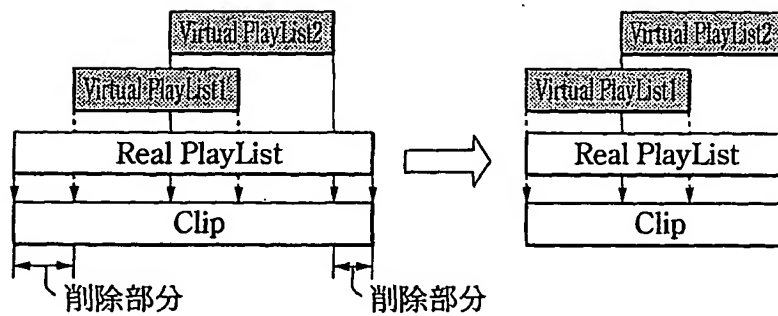 Virtual PlayList2
Virtual PlayList1
Real PlayList
Clip
削除部分
削除部分
Virtual PlayList2
Virtual PlayList1
Real PlayList
Clip